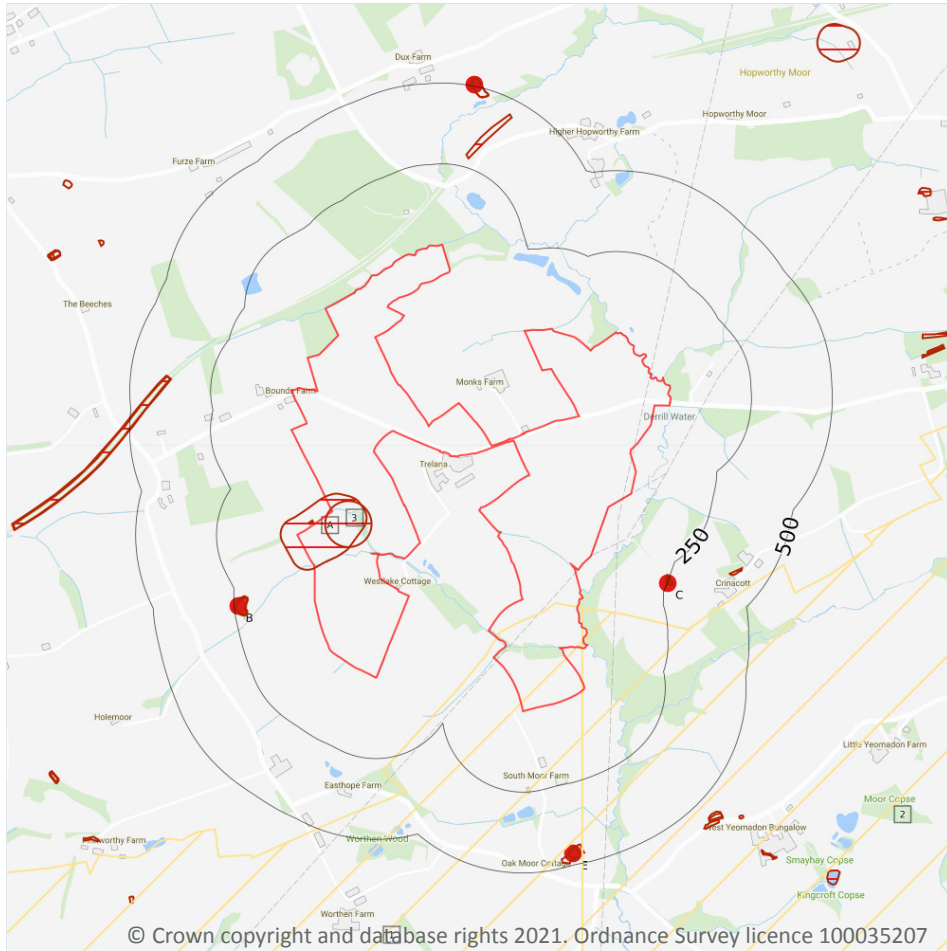 Dux Farm
Hopworthy Moor
Hopworthy Moor
Higher Hopworthy Farm
Furze Farm
The Beeches
Monks Farm
Bounds Farm
Derrill Water
Trelana
3
A
250
500
Westlake Cottage
Crinacott
C
B
Holemoor
Little Yeomadon Farm
South Moor Farm
Easthope Farm
Moor Copse
2
West Yeomadon Bungalow
Worthen Wood
Smayhay Copse
Oak Moor Cottage
Kingcroft Copse
Worthen Farm
© Crown copyright and database rights 2021. Ordnance Survey licence 100035207